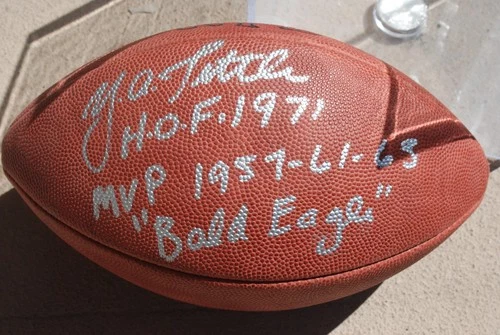 Y.A. Tittle
H.O.F. 1971
MVP 1957-61-63
"Bald Eagle"